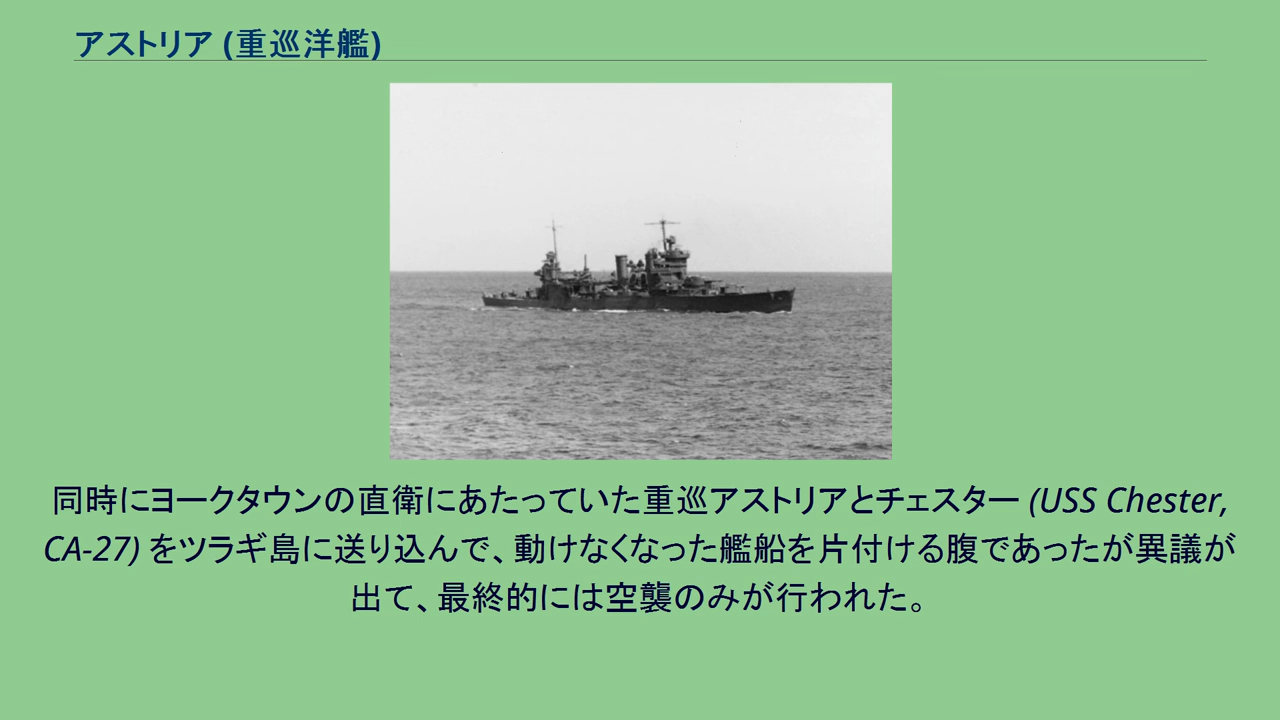 アストリア (重巡洋艦)
同時にヨークタウンの直衛にあたっていた重巡アストリアとチェスター (USS Chester,
CA-27) をツラギ島に送り込んで、動けなくなった艦船を片付ける腹であったが異議が
出て、最終的には空襲のみが行われた。